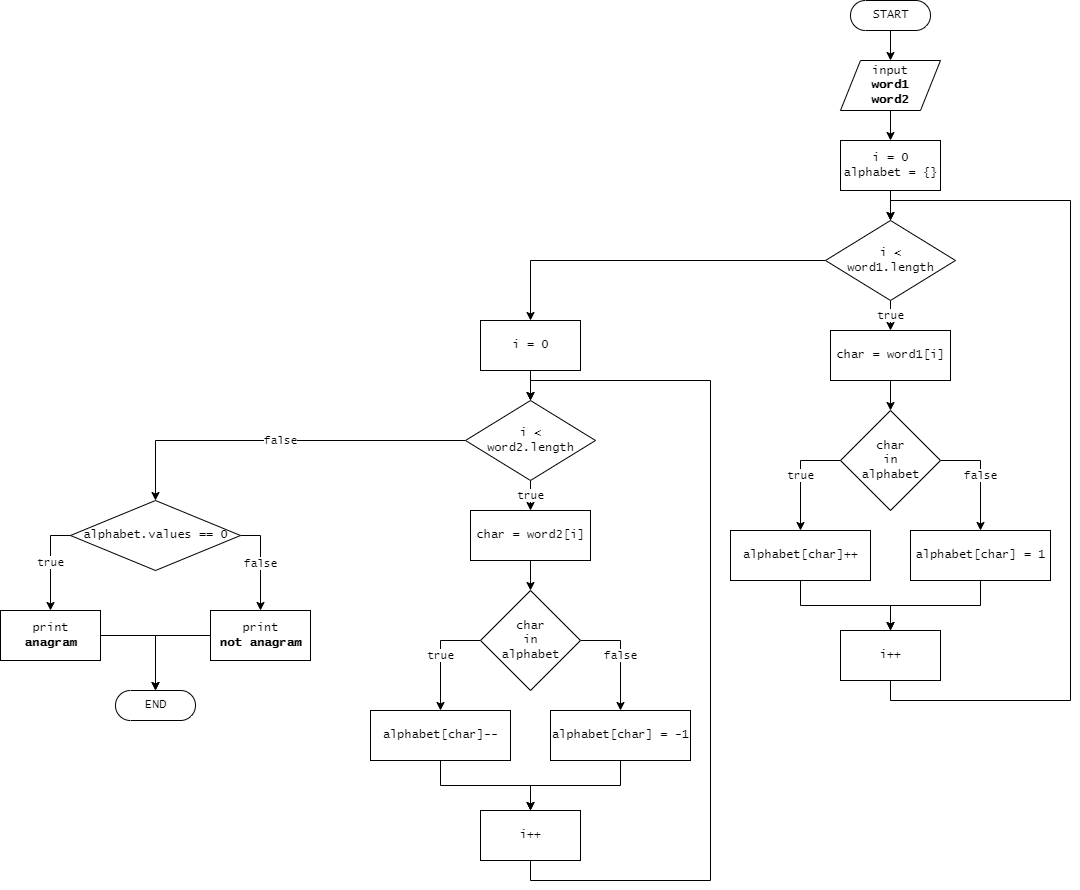 START
input
word1
word2
i = 0
alphabet = {}
i <
word1.length
true
char = word1[i]
char
in
alphabet
true
false
alphabet[char]++
alphabet[char] = 1
i++
i = 0
i <
word2.length
false
true
char = word2[i]
char
in
alphabet
true
false
alphabet[char]--
alphabet[char] = -1
i++
alphabet.values == 0
true
false
print
anagram
print
not anagram
END